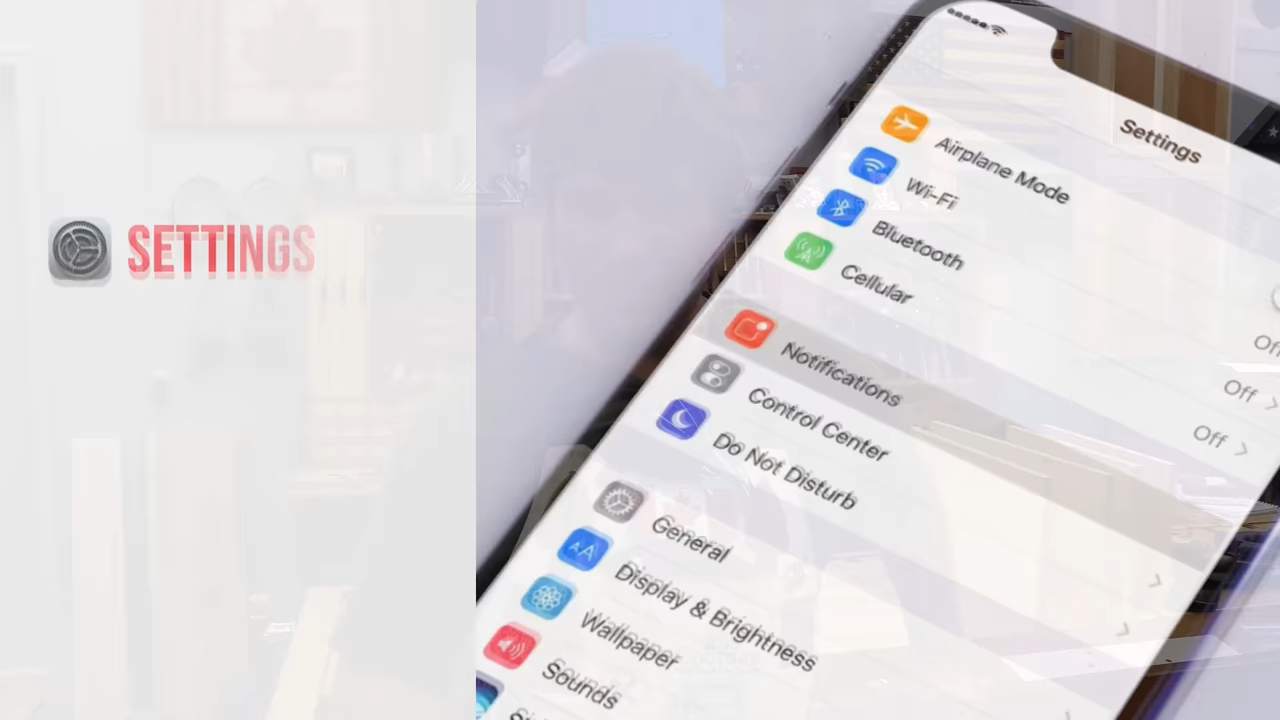 SETTINGS
Settings
Airplane Mode
Wi-Fi
Bluetooth
Cellular
Off
Off
Notifications
Control Center
Do Not Disturb
General
Display & Brightness
Wallpaper
Sounds